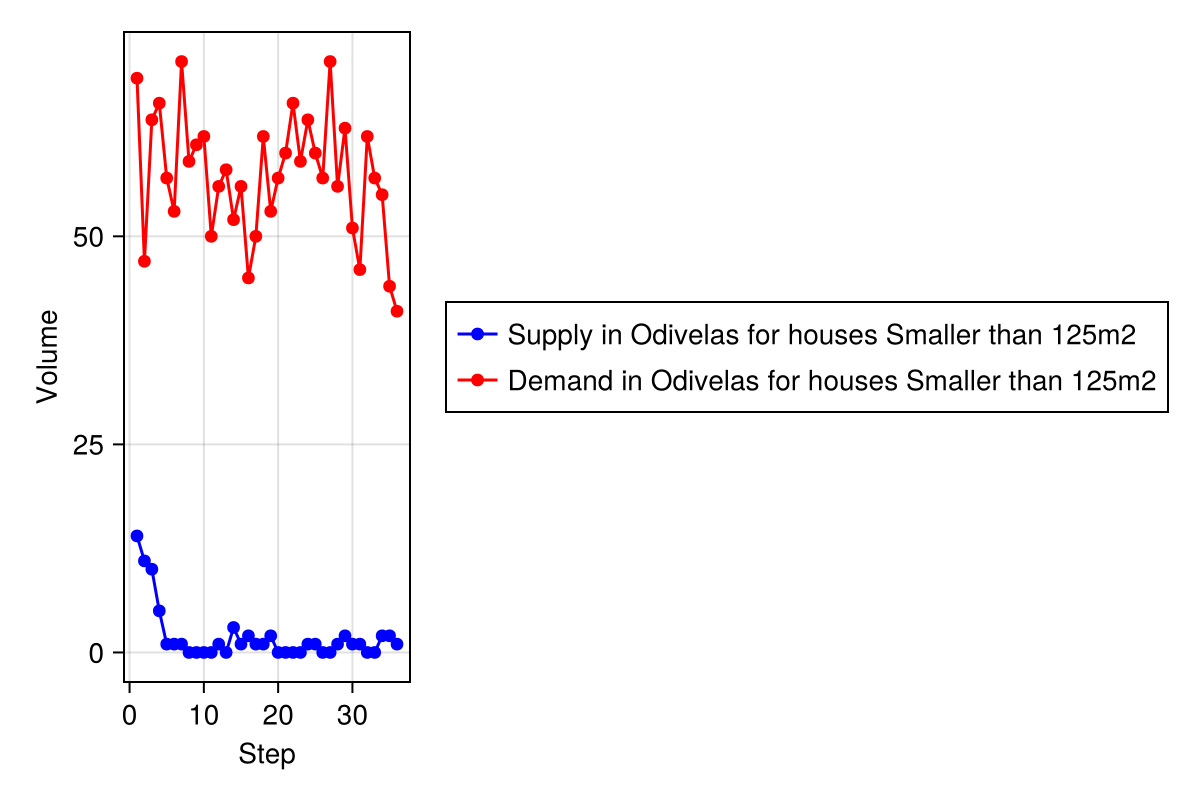 Volume
50
25
0
0 10 20 30
Step
Supply in Odivelas for houses Smaller than 125m2
Demand in Odivelas for houses Smaller than 125m2